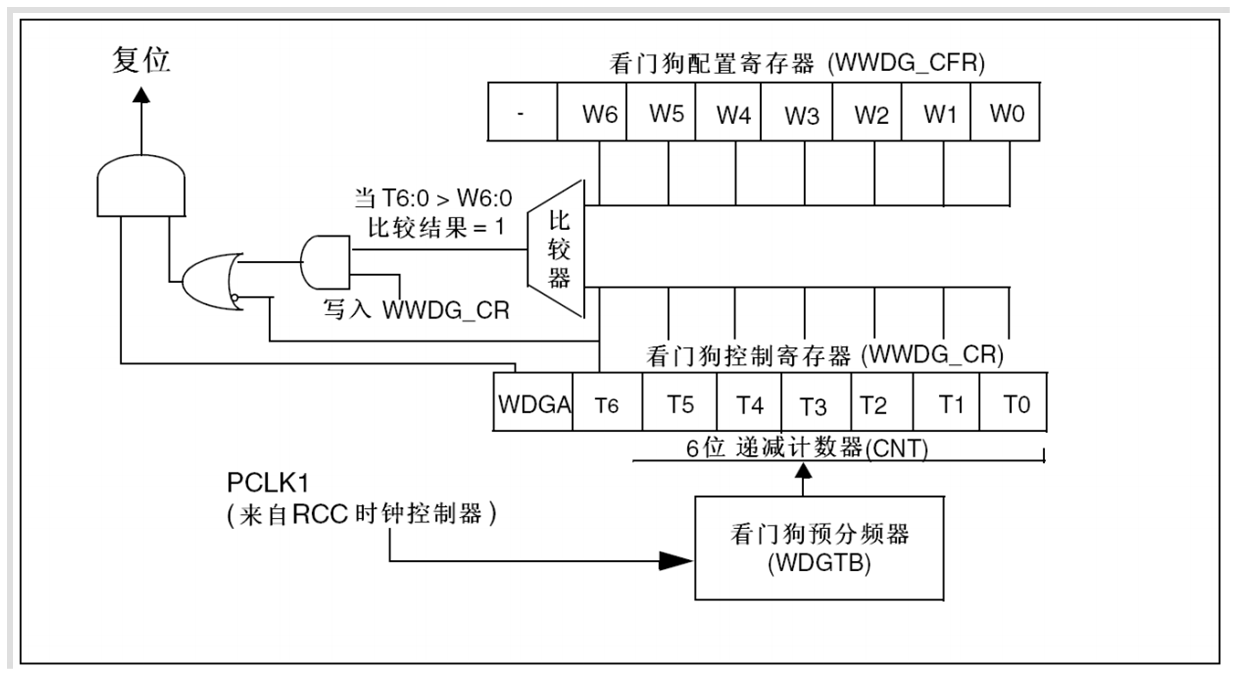 复位
看门狗配置寄存器 (WWDG_CFR)
- W6 W5 W4 W3 W2 W1 W0
当 T6:0 > W6:0
比较结果 = 1
比较器
写入 WWDG_CR
看门狗控制寄存器 (WWDG_CR)
WDGA T6 T5 T4 T3 T2 T1 T0
6位 递减计数器(CNT)
PCLK1
(来自RCC 时钟控制器)
看门狗预分频器
(WDGTB)